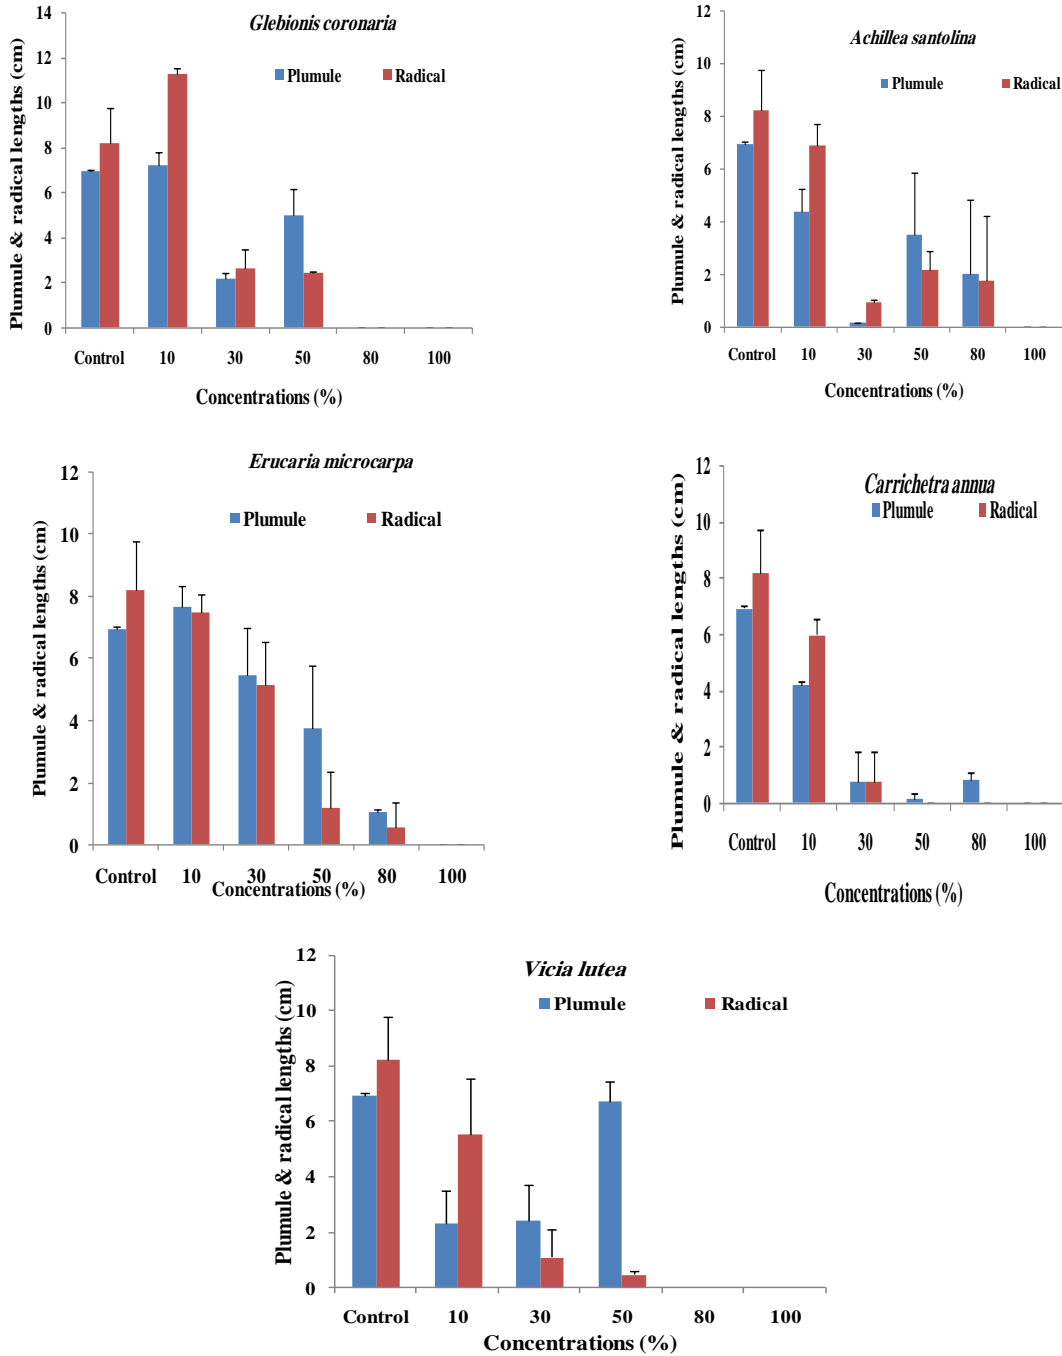 Glebionis coronaria
Plumule Radical
Plumule & radical lengths (cm)
14
12
10
8
6
4
2
0
Control 10 30 50 80 100
Concentrations (%)
Achillea santolina
Plumule Radical
Plumule & radical lengths (cm)
12
10
8
6
4
2
0
Control 10 30 50 80 100
Concentrations (%)
Erucaria microcarpa
Plumule Radical
Plumule & radical lengths (cm)
12
10
8
6
4
2
0
Control 10 30 50 80 100
Concentrations (%)
Carrichetra annua
Plumule Radical
Plumule & radical lengths (cm)
12
10
8
6
4
2
0
Control 10 30 50 80 100
Concentrations (%)
Vicia lutea
Plumule Radical
Plumule & radical lengths (cm)
12
10
8
6
4
2
0
Control 10 30 50 80 100
Concentrations (%)